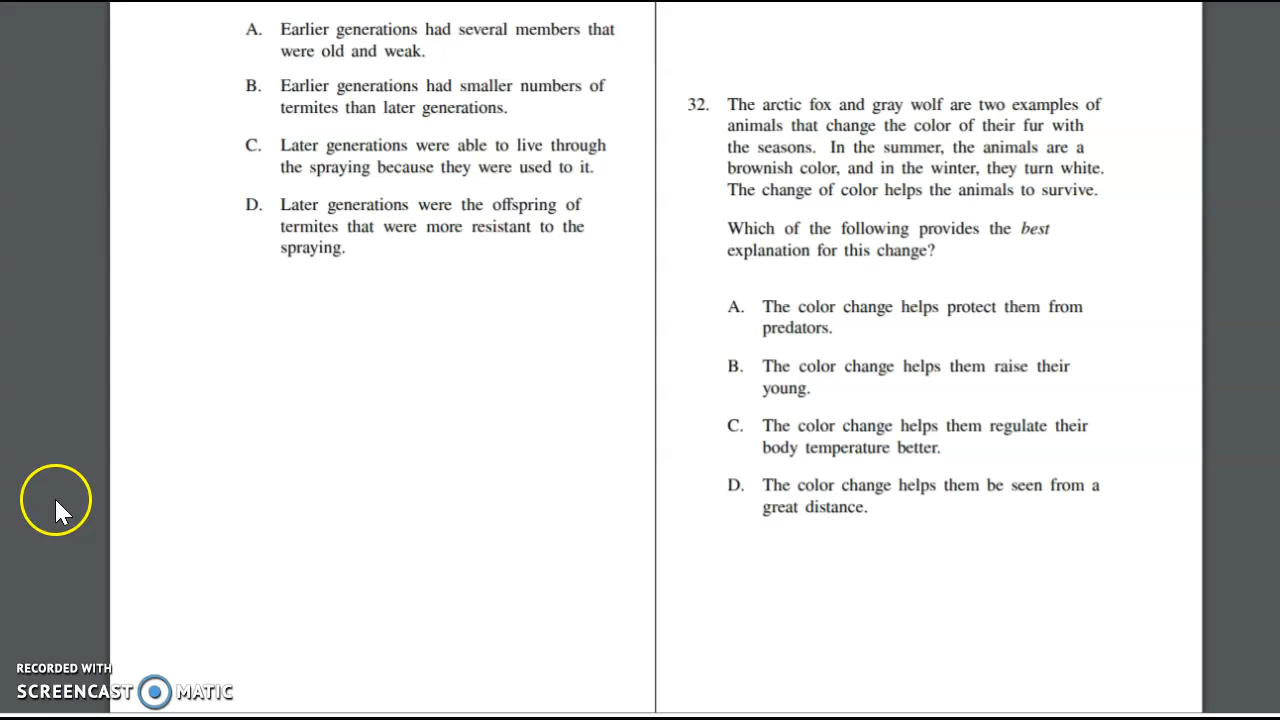 A. Earlier generations had several members that
were old and weak.
B. Earlier generations had smaller numbers of
termites than later generations.
C. Later generations were able to live through
the spraying because they were used to it.
D. Later generations were the offspring of
termites that were more resistant to the
spraying.
32. The arctic fox and gray wolf are two examples of
animals that change the color of their fur with
the seasons. In the summer, the animals are a
brownish color, and in the winter, they turn white.
The change of color helps the animals to survive.
Which of the following provides the best
explanation for this change?
A. The color change helps protect them from
predators.
B. The color change helps them raise their
young.
C. The color change helps them regulate their
body temperature better.
D. The color change helps them be seen from a
great distance.
RECORDED WITH
SCREENCAST MATIC